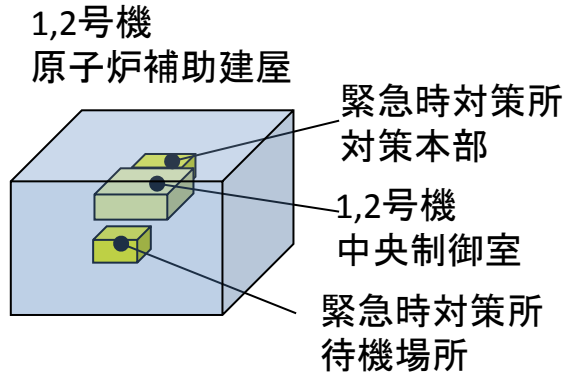 1,2号機
原子炉補助建屋
緊急時対策所
対策本部
1,2号機
中央制御室
緊急時対策所
待機場所